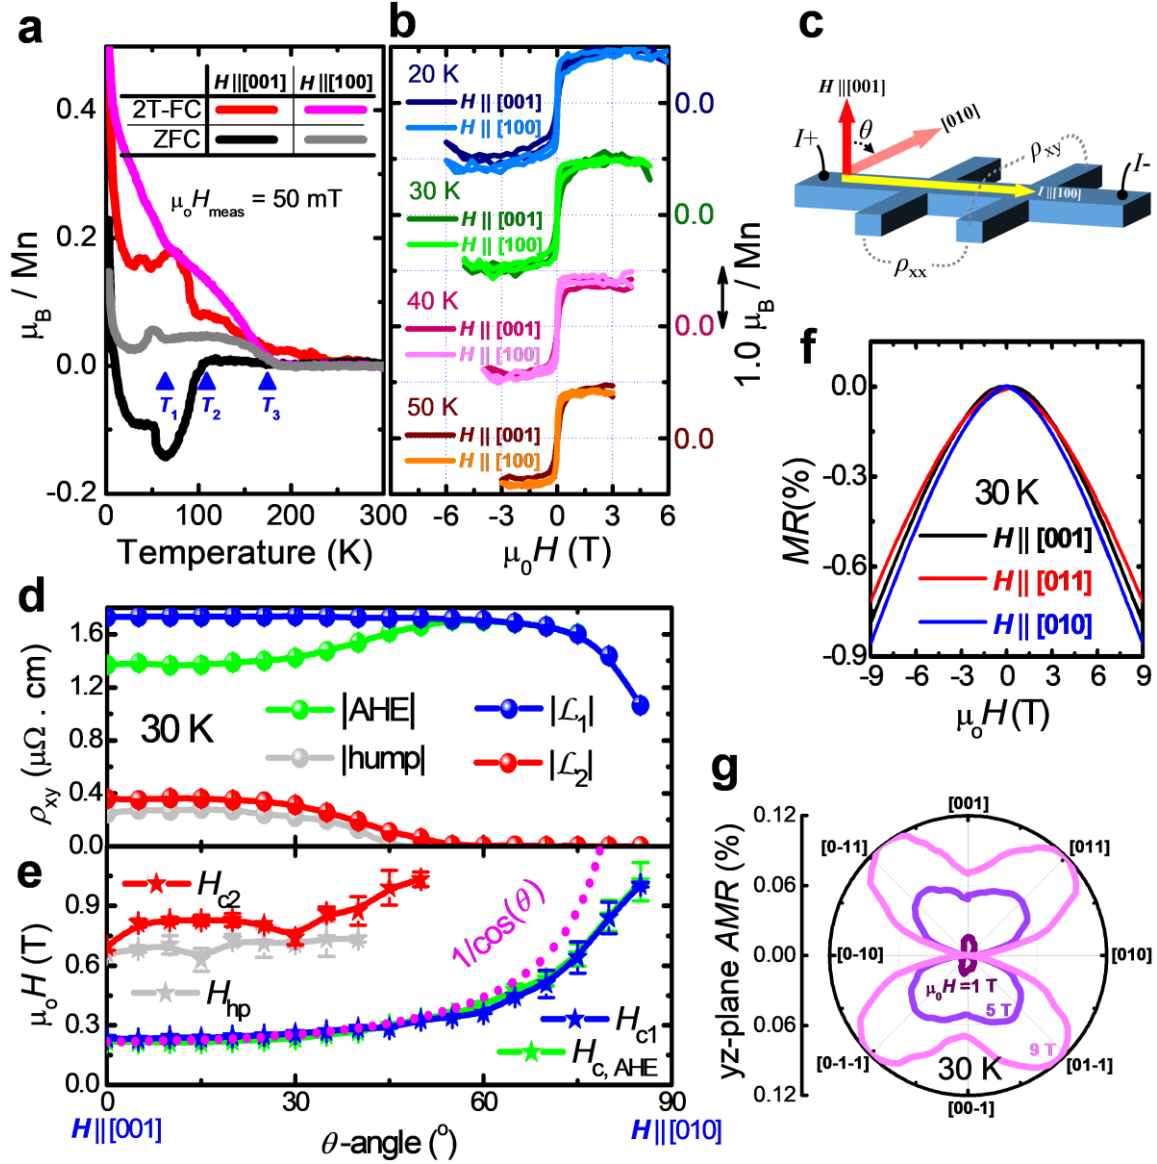 a
H||[001] H||[100]
2T-FC
ZFC
μoHmeas = 50 mT
0.4
0.2
0.0
-0.2
μB / Mn
T1 T2 T3
0 100 200 300
Temperature (K)
b
20 K
H || [001]
H || [100]
30 K
H || [001]
H || [100]
40 K
H || [001]
H || [100]
50 K
H || [001]
H || [100]
0.0
0.0
0.0
0.0
1.0 μB / Mn
-6 -3 0 3 6
μoH (T)
c
H||[001]
[010]
θ
I+
ρxy
I-
I||[100]
ρxx
f
0.0
-0.3
-0.6
-0.9
MR(%)
30 K
H || [001]
H || [011]
H || [010]
-9 -6 -3 0 3 6 9
μoH (T)
d
1.6
1.2
0.8
0.4
0.0
ρxy (μΩ . cm)
30 K
|AHE|
|hump|
|ℒ1|
|ℒ2|
e
0.9
0.6
0.3
0.0
μoH (T)
Hc2
Hhp
1/cos(θ)
Hc1
Hc, AHE
0 30 60 90
H||[001]
θ-angle (o)
H||[010]
g
0.12
0.06
0.00
0.06
0.12
yz-plane AMR (%)
[001]
[0-11]
[011]
[0-10]
[010]
μoH =1 T
5 T
9 T
[0-1-1]
[01-1]
30 K
[00-1]